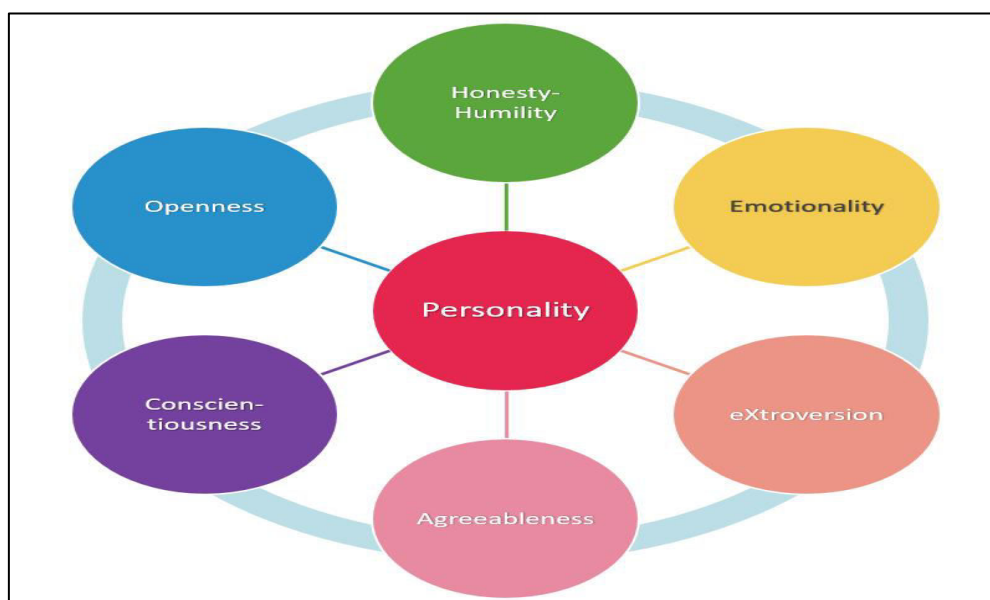 Honesty-
Humility
Openness
Emotionality
Personality
Conscien-
tiousness
eXtroversion
Agreeableness